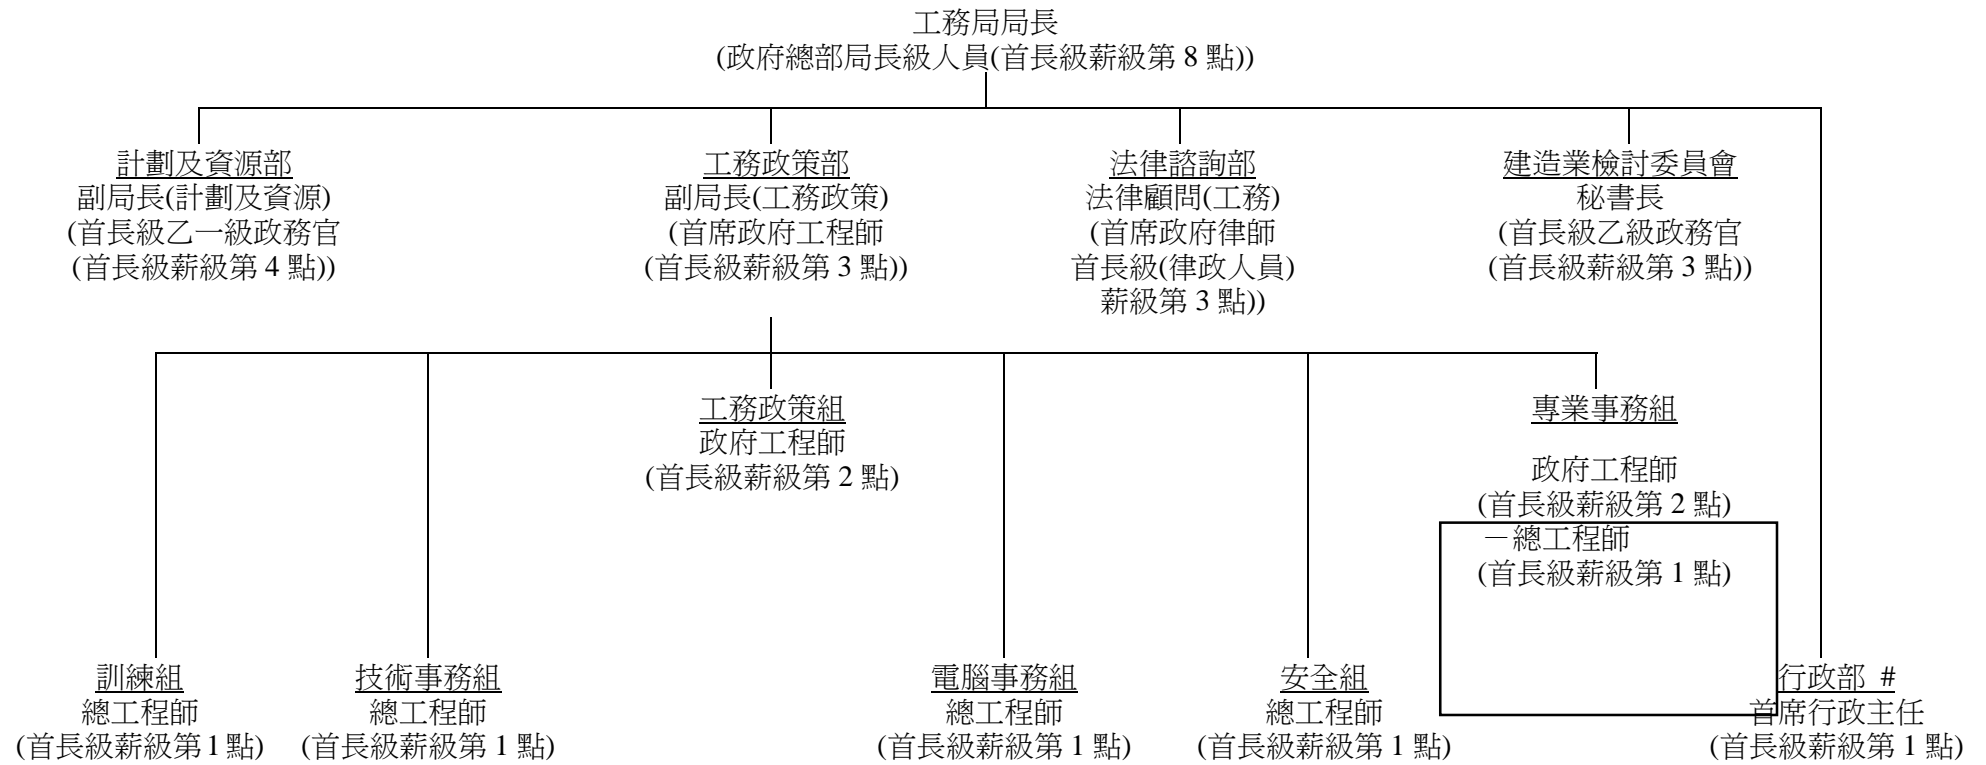 工務局局長
(政府總部局長級人員(首長級薪級第 8 點))
計劃及資源部
副局長(計劃及資源)
(首長級乙一級政務官
(首長級薪級第 4 點))
工務政策部
副局長(工務政策)
(首席政府工程師
(首長級薪級第 3 點))
法律諮詢部
法律顧問(工務)
(首席政府律師
首長級(律政人員)
薪級第 3 點))
建造業檢討委員會
秘書長
(首長級乙級政務官
(首長級薪級第 3 點))
工務政策組
政府工程師
(首長級薪級第 2 點)
專業事務組
政府工程師
(首長級薪級第 2 點)
－總工程師
(首長級薪級第 1 點)
訓練組
總工程師
(首長級薪級第 1 點)
技術事務組
總工程師
(首長級薪級第 1 點)
電腦事務組
總工程師
(首長級薪級第 1 點)
安全組
總工程師
(首長級薪級第 1 點)
行政部 #
首席行政主任
(首長級薪級第 1 點)